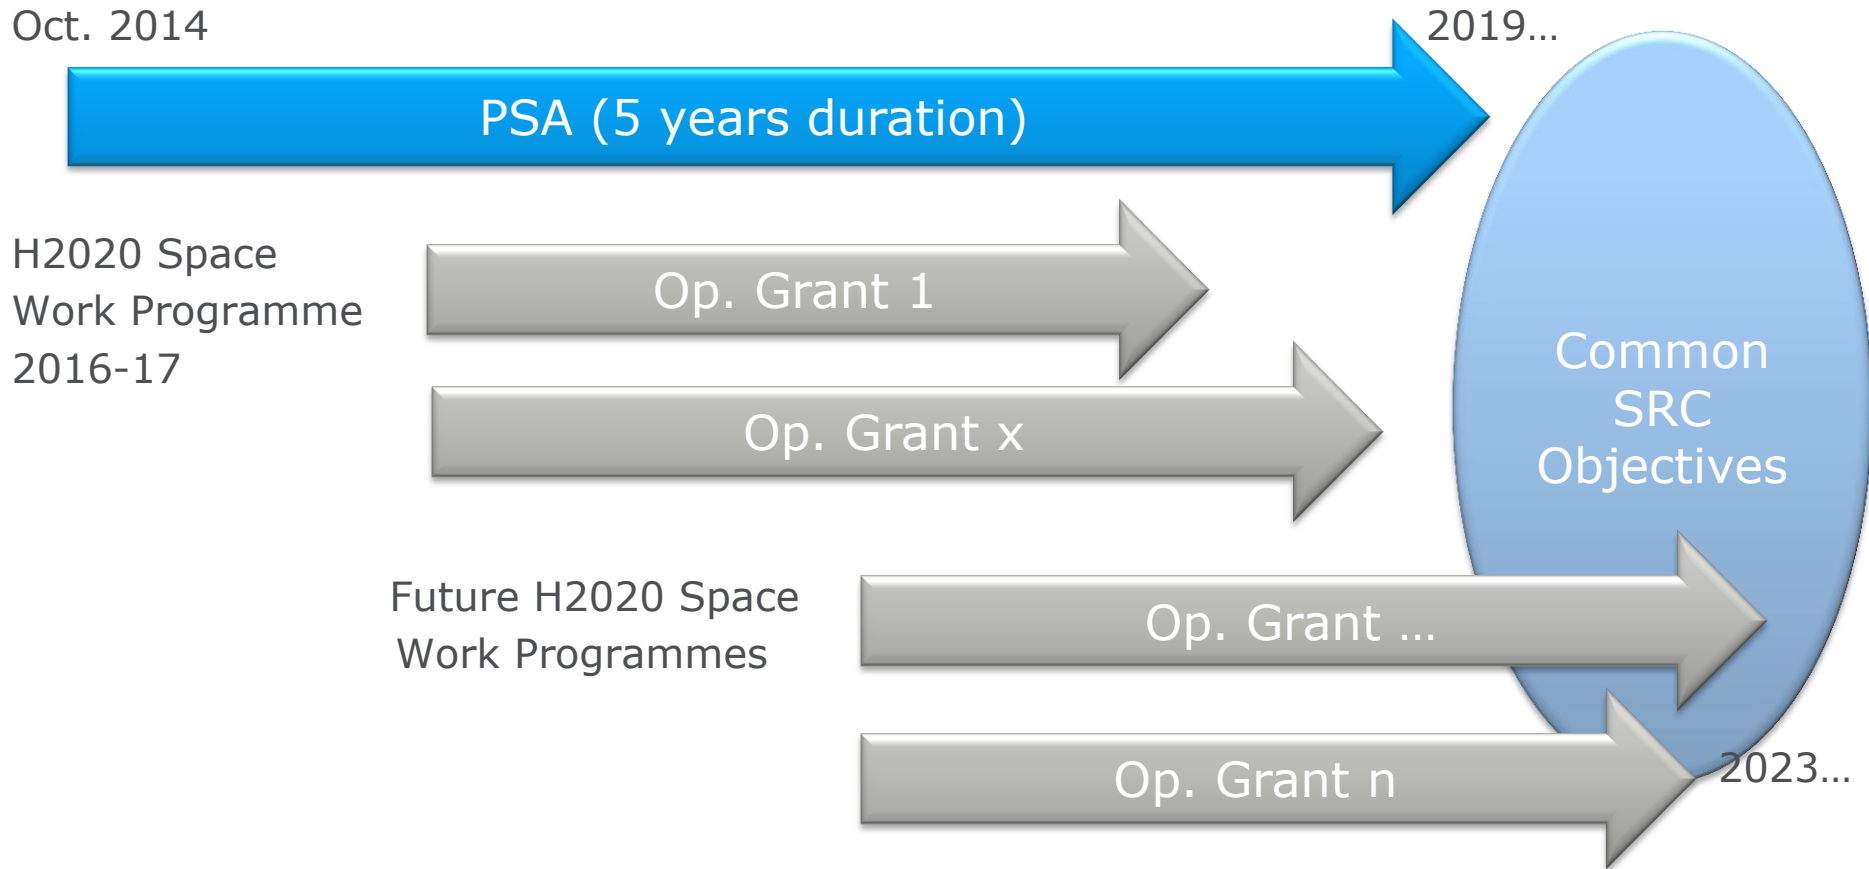 Oct. 2014
2019…
PSA (5 years duration)
H2020 Space
Work Programme
2016-17
Op. Grant 1
Op. Grant x
Common
SRC
Objectives
Future H2020 Space
Work Programmes
Op. Grant …
Op. Grant n
2023…